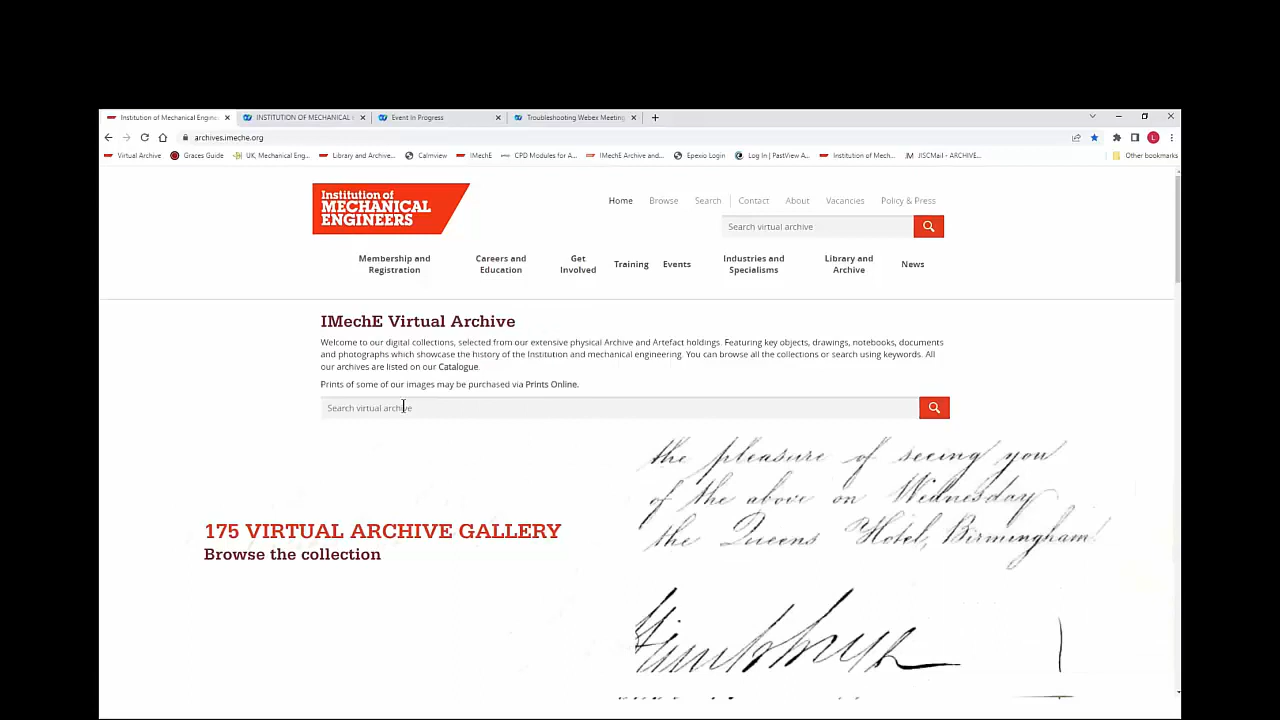 Institution of Mechanical Engine
INSTITUTION OF MECHANICAL
Event In Progress
Troubleshooting Webex Meeting
archives.imeche.org
L
Virtual Archive
Graces Guide
UK, Mechanical Eng...
Library and Archive...
Calmview
IMechE
CPD Modules for A...
IMechE Archive and...
Epexio Login
Log In | PastView A...
Institution of Mech...
JISCMail - ARCHIVE...
Other bookmarks
Institution of
MECHANICAL
ENGINEERS
Home Browse Search Contact About Vacancies Policy & Press
Search virtual archive
Membership and Registration
Careers and Education
Get Involved
Training
Events
Industries and Specialisms
Library and Archive
News
IMechE Virtual Archive
Welcome to our digital collections, selected from our extensive physical Archive and Artefact holdings. Featuring key objects, drawings, notebooks, documents
and photographs which showcase the history of the Institution and mechanical engineering. You can browse all the collections or search using keywords. All
our archives are listed on our Catalogue.
Prints of some of our images may be purchased via Prints Online.
Search virtual archive
the pleasure of seeing you
of the above on Wednesday
the Queens Hotel, Birmingham
175 VIRTUAL ARCHIVE GALLERY
Browse the collection